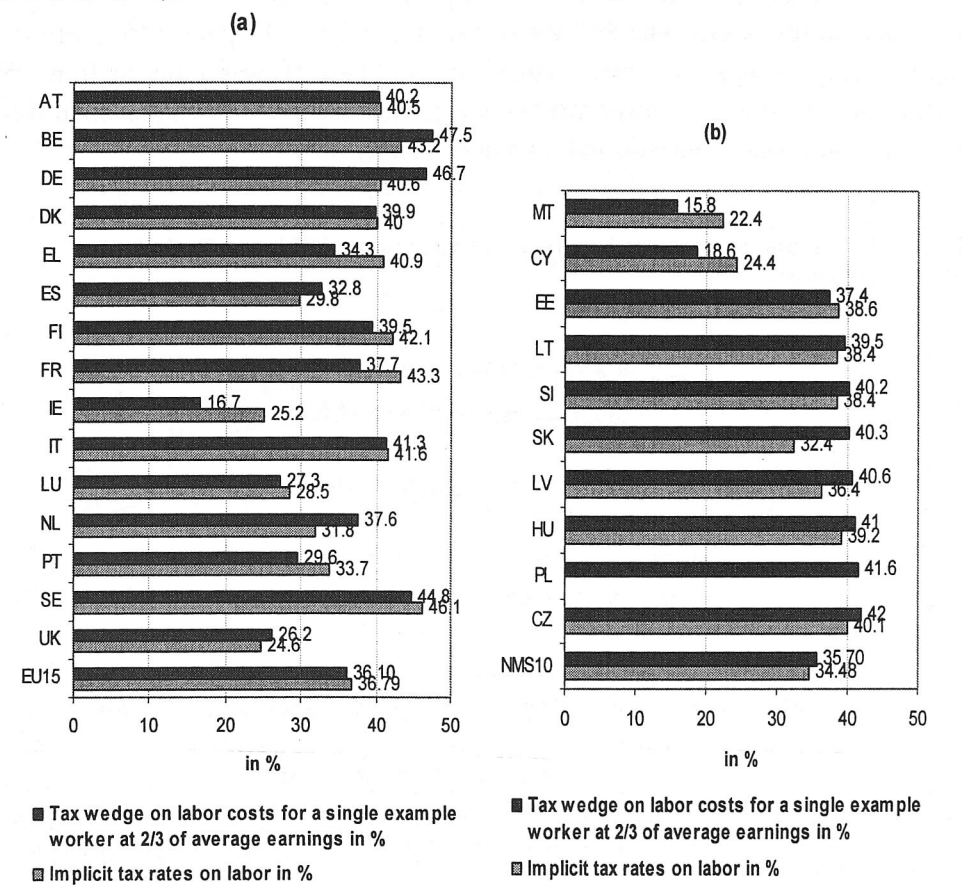 (a)
AT 40.2
40.5
BE 47.5
43.2
DE 46.7
40.6
DK 39.9
40
EL 34.3
40.9
ES 32.8
29.8
FI 39.5
42.1
FR 37.7
43.3
IE 16.7
25.2
IT 41.3
41.6
LU 27.3
28.5
NL 37.6
31.8
PT 29.6
33.7
SE 44.8
46.1
UK 26.2
24.6
EU15 36.10
36.79
0 10 20 30 40 50
in %
Tax wedge on labor costs for a single example
worker at 2/3 of average earnings in %
Implicit tax rates on labor in %
(b)
MT 15.8
22.4
CY 18.6
24.4
EE 37.4
38.6
LT 39.5
38.4
SI 40.2
38.4
SK 40.3
32.4
LV 40.6
36.4
HU 41
39.2
PL 41.6
CZ 42
40.1
NMS10 35.70
34.48
0 10 20 30 40 50
in %
Tax wedge on labor costs for a single example
worker at 2/3 of average earnings in %
Implicit tax rates on labor in %